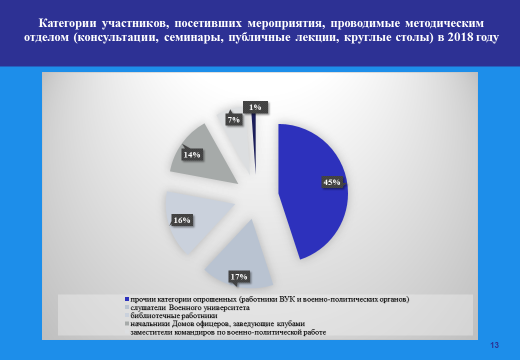 Категории участников, посетивших мероприятия, проводимые методическим
отделом (консультации, семинары, публичные лекции, круглые столы) в 2018 году
1%
7%
14%
45%
16%
17%
прочие категории опрошенных (работники ВУК и военно-политических органов)
слушатели Военного университета
библиотечные работники
начальники Домов офицеров, заведующие клубами
заместители командиров по военно-политической работе
13